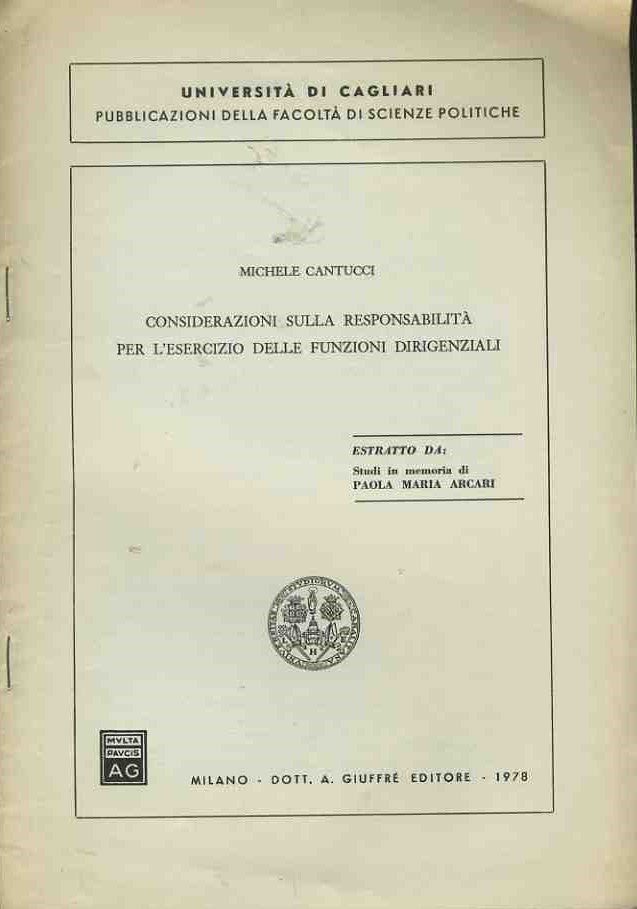 UNIVERSITÀ DI CAGLIARI
PUBBLICAZIONI DELLA FACOLTÀ DI SCIENZE POLITICHE
MICHELE CANTUCCI
CONSIDERAZIONI SULLA RESPONSABILITÀ
PER L'ESERCIZIO DELLE FUNZIONI DIRIGENZIALI
ESTRATTO DA:
Studi in memoria di
PAOLA MARIA ARCARI
H
MVLTA
PAVCIS
AG
MILANO - DOTT. A. GIUFFRÉ EDITORE - 1978